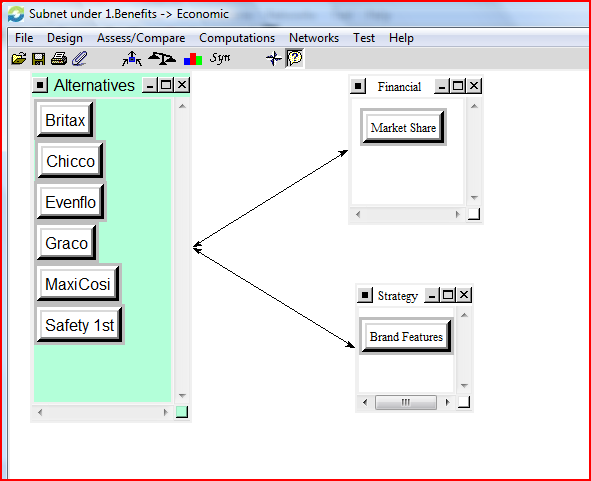 Subnet under 1.Benefits -> Economic
File Design Assess/Compare Computations Networks Test Help
Syn
Alternatives
Britax
Chicco
Evenflo
Graco
MaxiCosi
Safety 1st
Financial
Market Share
Strategy
Brand Features